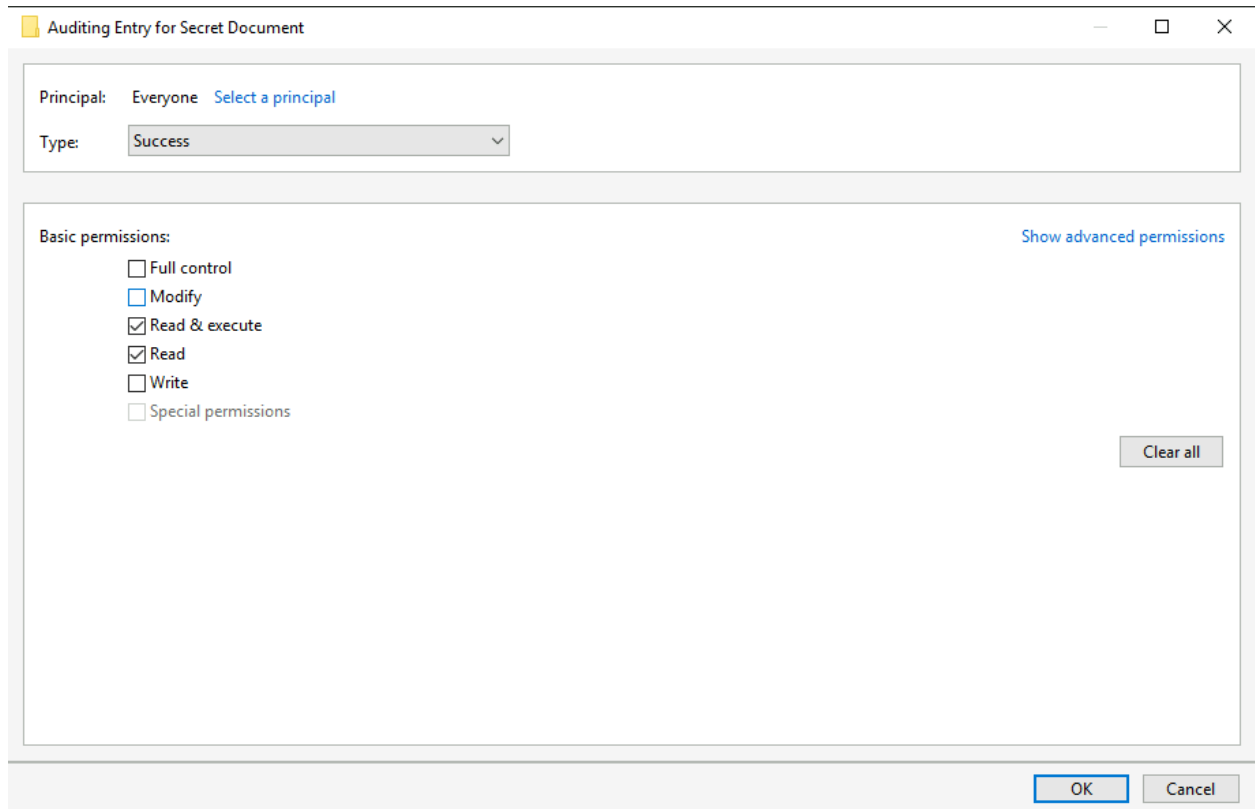 Auditing Entry for Secret Document
Principal: Everyone Select a principal
Type: Success
Basic permissions: Show advanced permissions
Full control
Modify
Read & execute
Read
Write
Special permissions
Clear all
OK Cancel